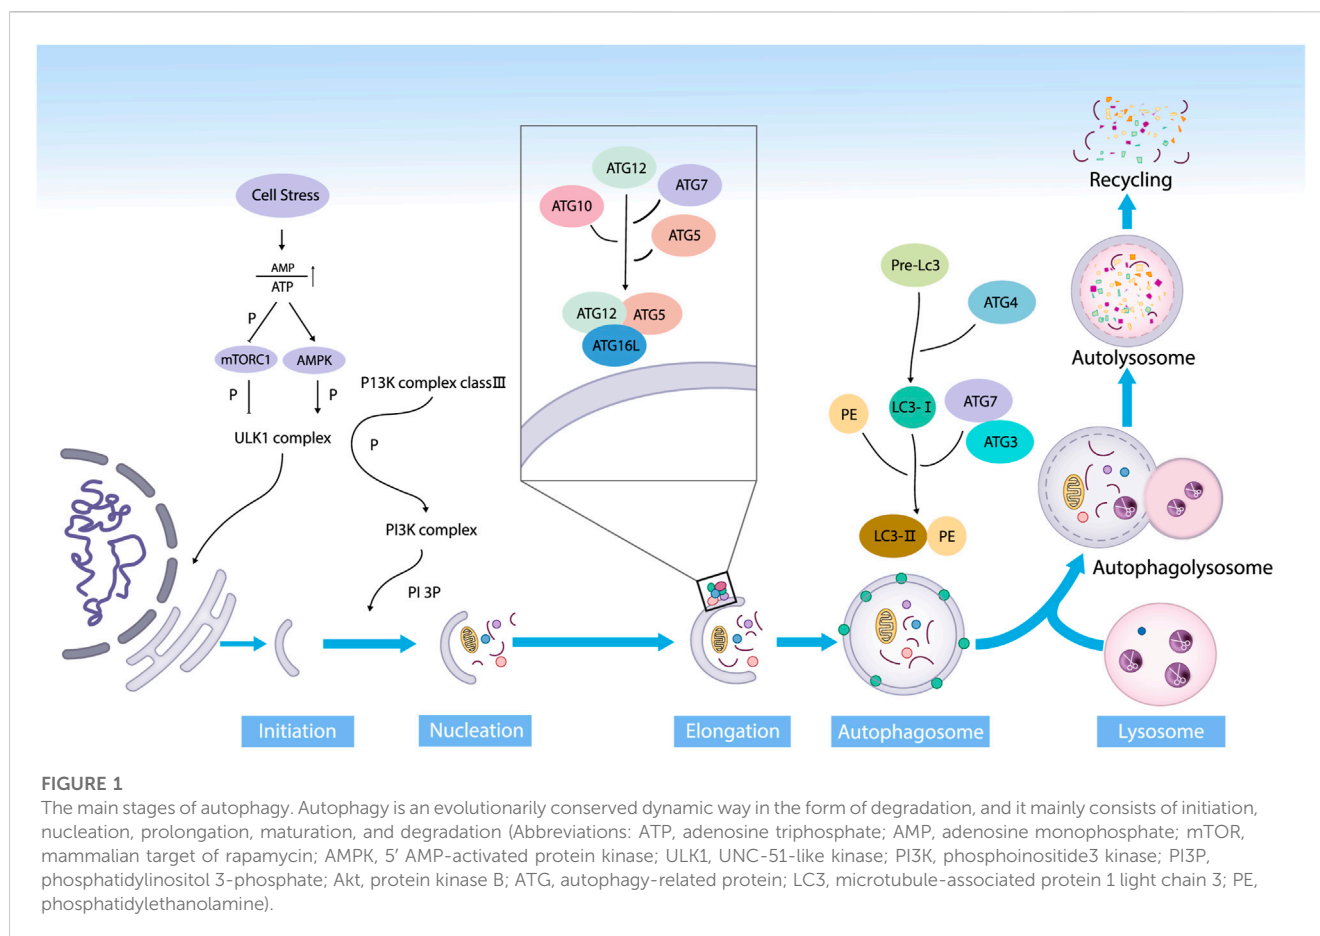 Cell Stress
AMP
ATP
P
mTORC1
AMPK
P
P
ULK1 complex
P13K complex classⅢ
P
PI3K complex
PI 3P
ATG12
ATG7
ATG10
ATG5
ATG12
ATG5
ATG16L
Pre-Lc3
ATG4
LC3- I
PE
ATG7
ATG3
LC3-II
PE
Recycling
Autolysosome
Autophagolysosome
Initiation
Nucleation
Elongation
Autophagosome
Lysosome
FIGURE 1
The main stages of autophagy. Autophagy is an evolutionarily conserved dynamic way in the form of degradation, and it mainly consists of initiation,
nucleation, prolongation, maturation, and degradation (Abbreviations: ATP, adenosine triphosphate; AMP, adenosine monophosphate; mTOR,
mammalian target of rapamycin; AMPK, 5′ AMP-activated protein kinase; ULK1, UNC-51-like kinase; PI3K, phosphoinositide3 kinase; PI3P,
phosphatidylinositol 3-phosphate; Akt, protein kinase B; ATG, autophagy-related protein; LC3, microtubule-associated protein 1 light chain 3; PE,
phosphatidylethanolamine).